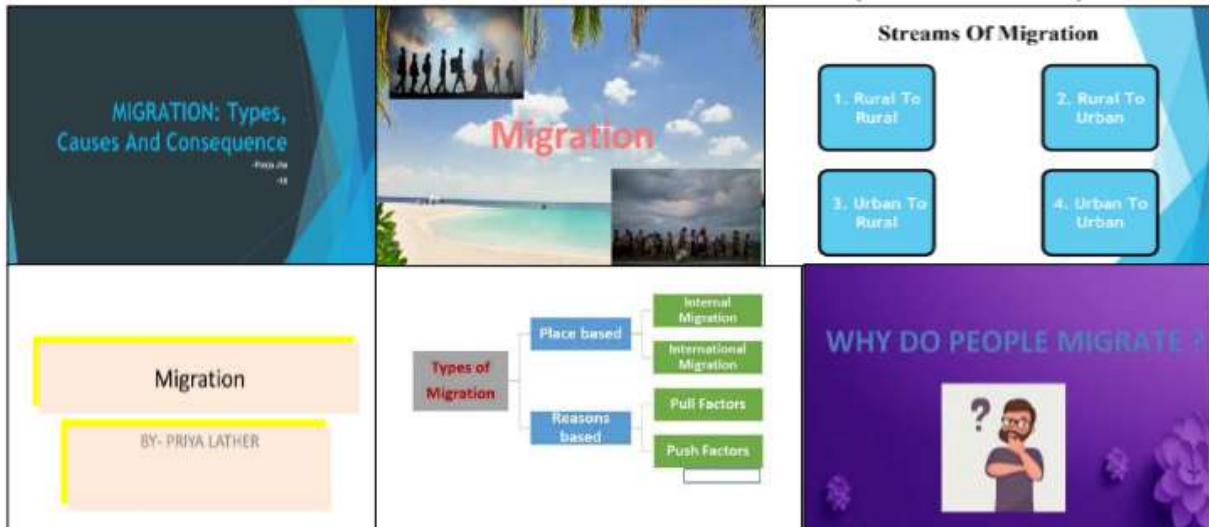 MIGRATION: Types,
Causes And Consequence
Migration
Streams Of Migration
1. Rural To
Rural
2. Rural To
Urban
3. Urban To
Rural
4. Urban To
Urban
Migration
BY- PRIYA LATHER
Types of
Migration
Place based
Reasons
based
Internal
Migration
International
Migration
Pull Factors
Push Factors
WHY DO PEOPLE MIGRATE ?
?